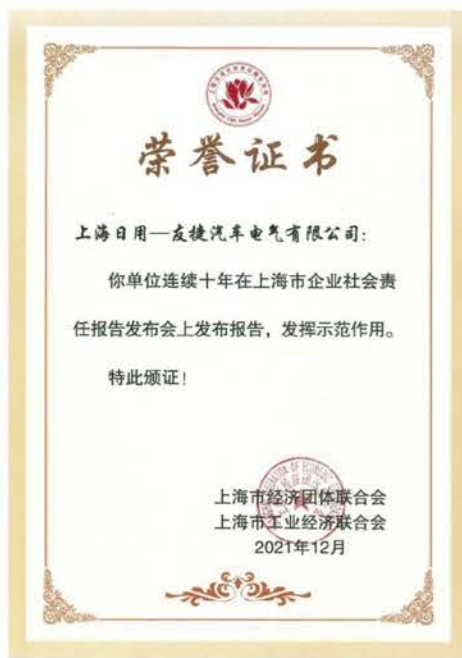 荣誉证书
上海日用—友捷汽车电气有限公司：
你单位连续十年在上海市企业社会责
任报告发布会上发布报告，发挥示范作用。
特此颁证！
上海市经济团体联合会
上海市工业经济联合会
2021年12月